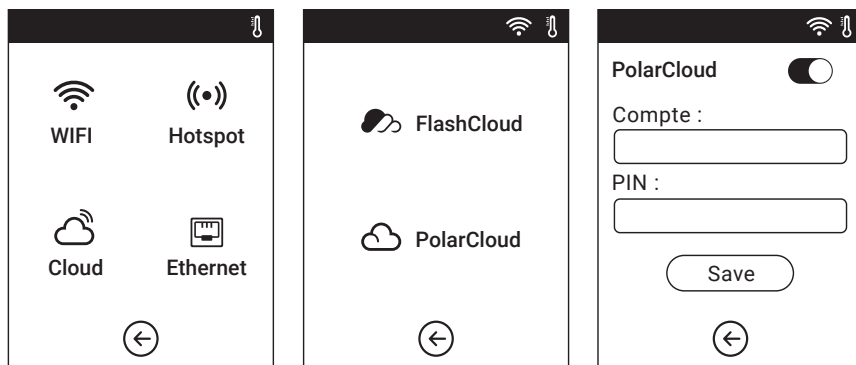 WIFI
Hotspot
Cloud
Ethernet
FlashCloud
PolarCloud
PolarCloud
Compte :
PIN :
Save